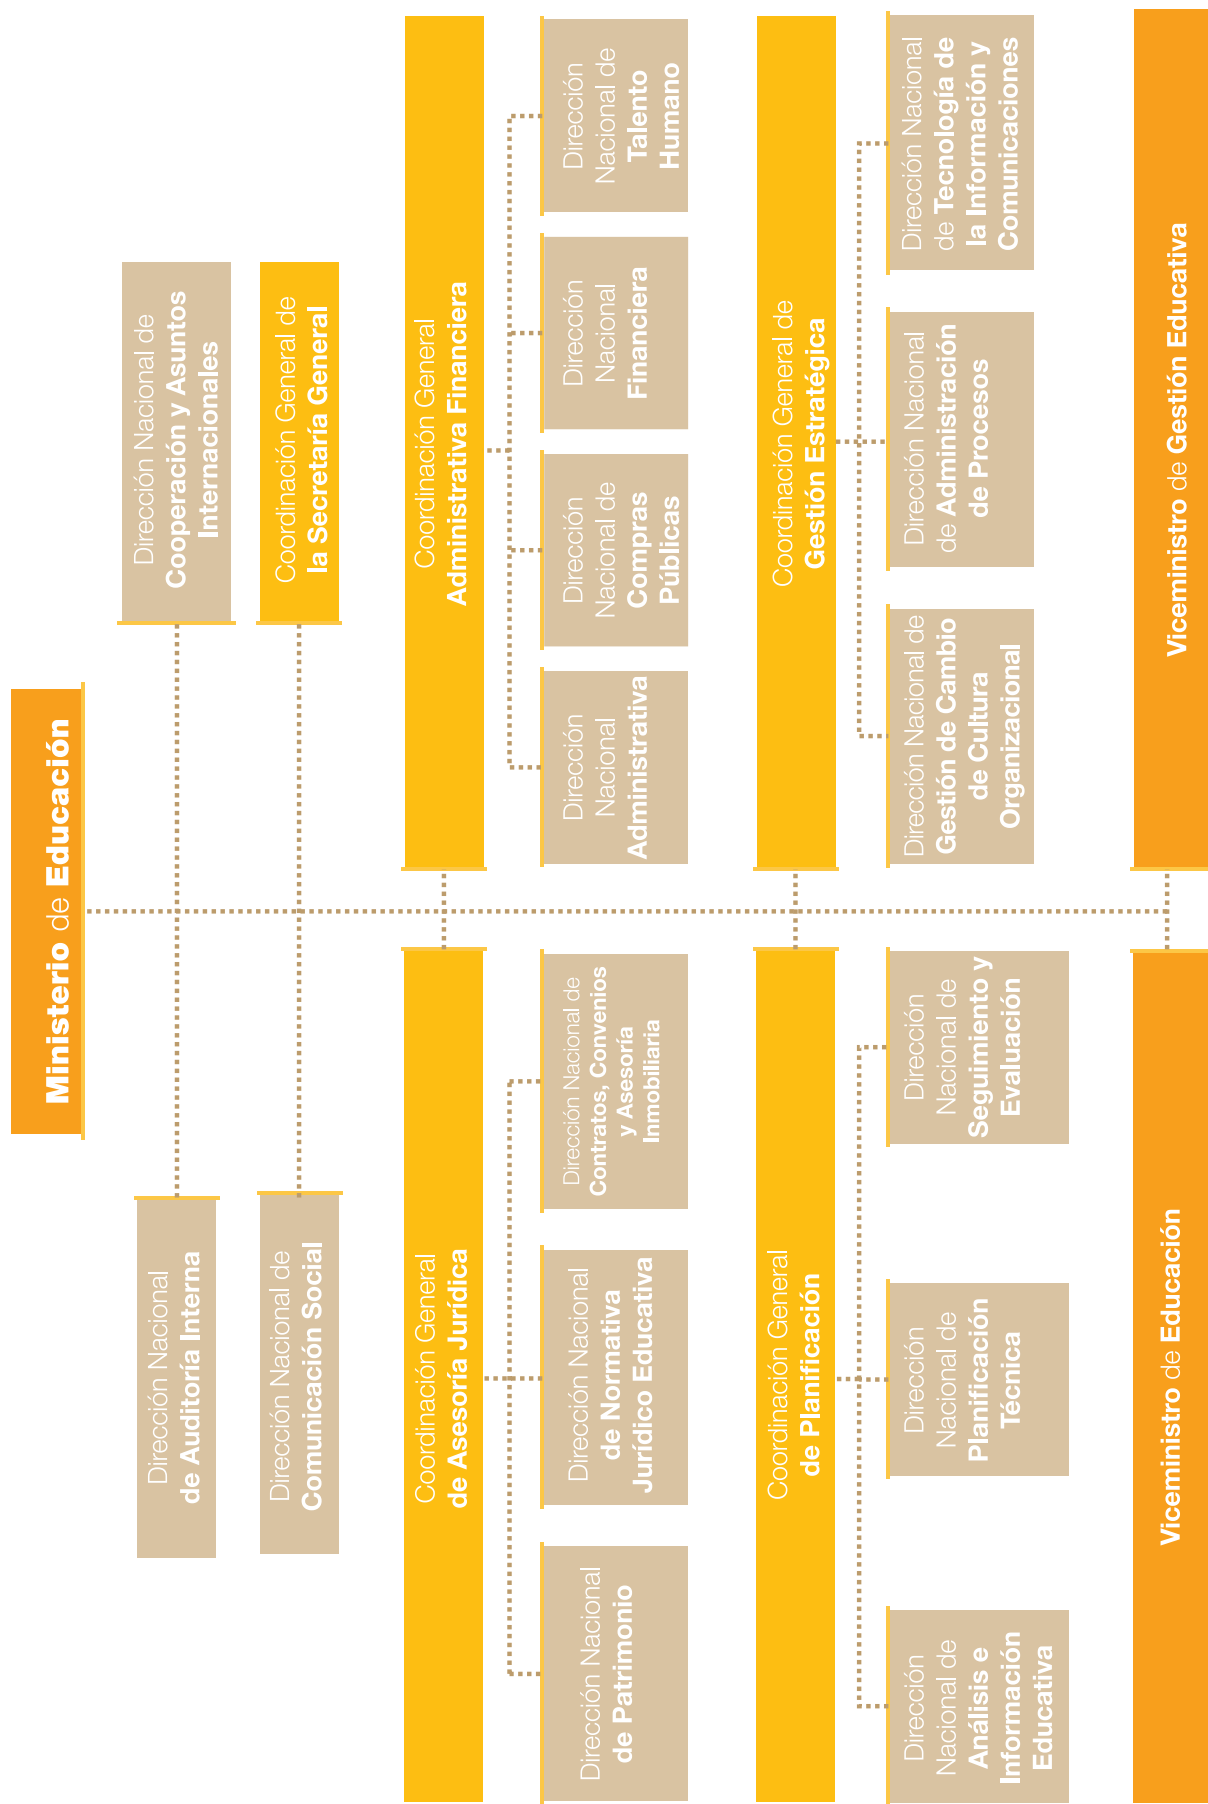 Ministerio de Educación
Dirección Nacional
de Auditoría Interna
Dirección Nacional de
Cooperación y Asuntos
Internacionales
Dirección Nacional de
Comunicación Social
Coordinación General de
la Secretaría General
Coordinación General
de Asesoría Jurídica
Coordinación General
Administrativa Financiera
Dirección Nacional
de Patrimonio
Dirección Nacional
de Normativa
Jurídico Educativa
Dirección Nacional de
Contratos, Convenios
y Asesoría
Inmobiliaria
Dirección
Nacional
Administrativa
Dirección
Nacional de
Compras
Públicas
Dirección
Nacional
Financiera
Dirección
Nacional de
Talento
Humano
Coordinación General
de Planificación
Coordinación General de
Gestión Estratégica
Dirección
Nacional de
Análisis e
Información
Educativa
Dirección
Nacional de
Planificación
Técnica
Dirección
Nacional de
Seguimiento y
Evaluación
Dirección Nacional de
Gestión de Cambio
de Cultura
Organizacional
Dirección Nacional
de Administración
de Procesos
Dirección Nacional
de Tecnología de
la Información y
Comunicaciones
Viceministro de Educación
Viceministro de Gestión Educativa